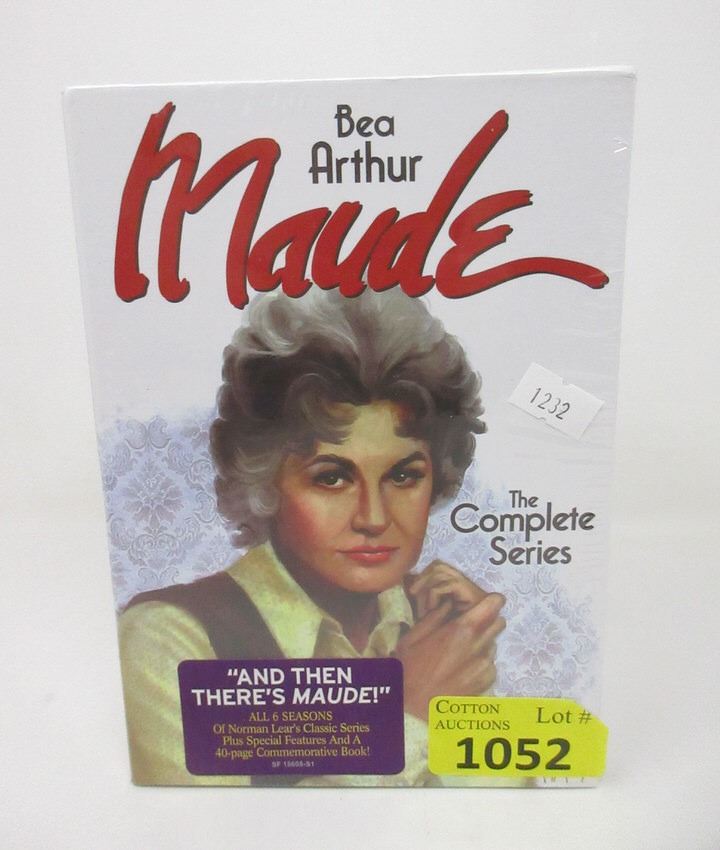 Bea
Arthur
Maude
1232
The
Complete
Series
“AND THEN
THERE'S MAUDE!”
ALL 6 SEASONS
Of Norman Lear's Classic Series
Plus Special Features And A
40-page Commemorative Book!
COTTON
AUCTIONS
Lot #
1052